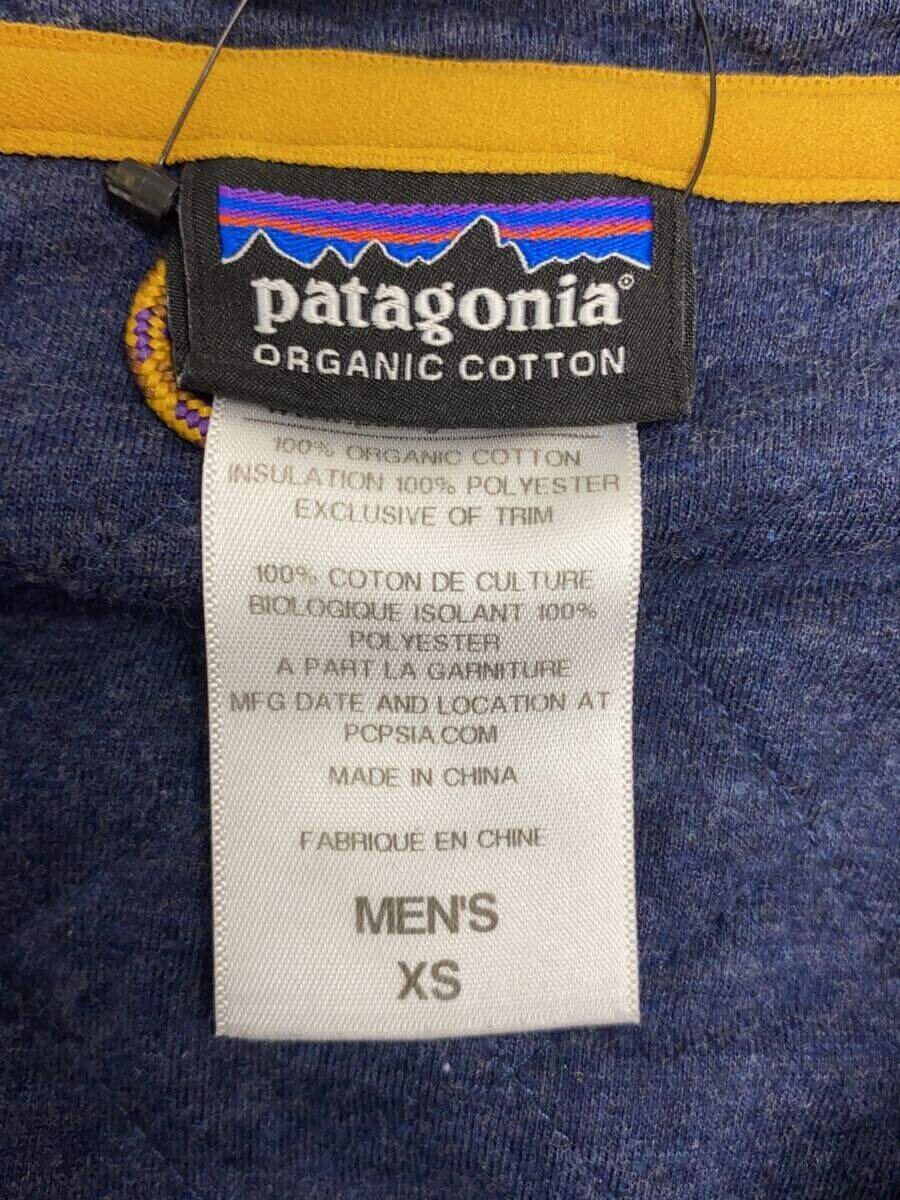 patagonia®
ORGANIC COTTON
100% ORGANIC COTTON
INSULATION 100% POLYESTER
EXCLUSIVE OF TRIM
100% COTON DE CULTURE
BIOLOGIQUE ISOLANT 100%
POLYESTER
A PART LA GARNITURE
MFG DATE AND LOCATION AT
PCPSIA.COM
MADE IN CHINA
FABRIQUÉ EN CHINE
MEN'S
XS